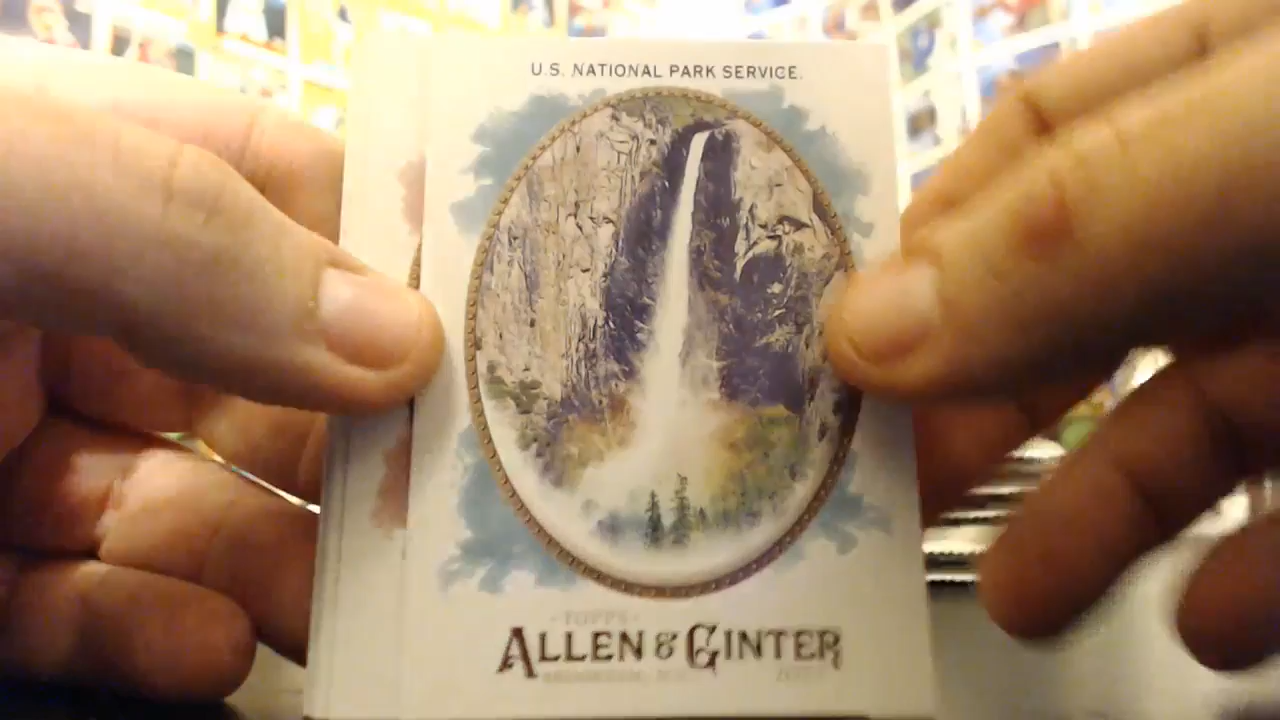 U.S. NATIONAL PARK SERVICE.
TOPPS
ALLEN & GINTER